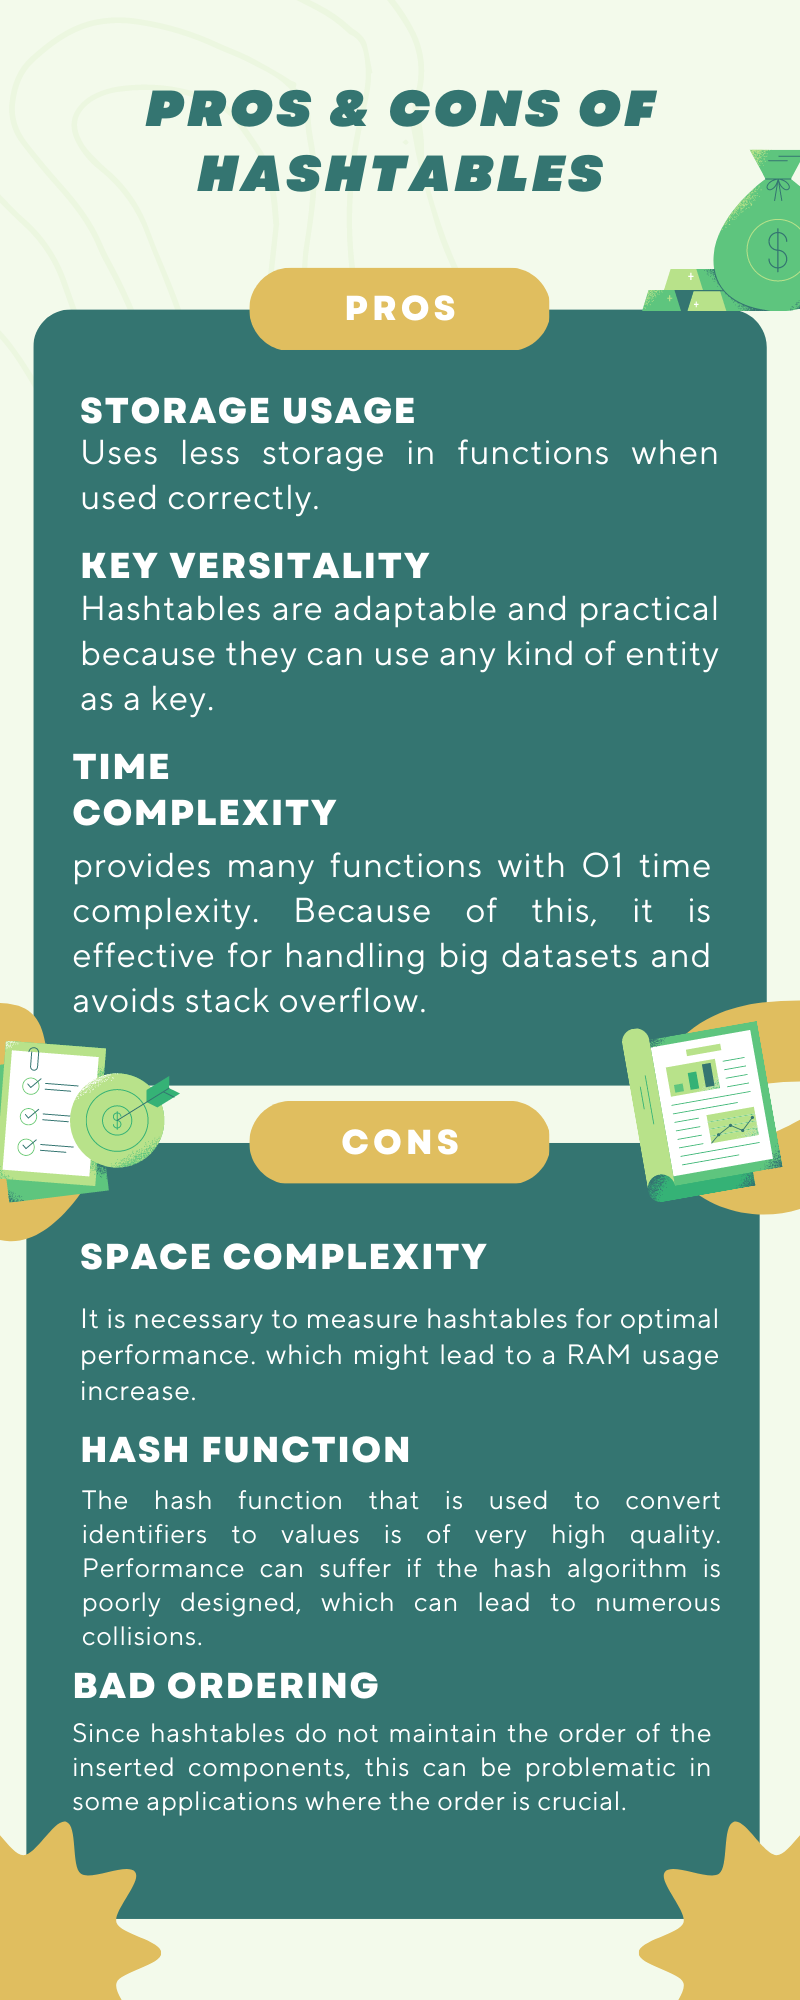 PROS & CONS OF
HASHTABLES
PROS
STORAGE USAGE
Uses less storage in functions when
used correctly.
KEY VERSITALITY
Hashtables are adaptable and practical
because they can use any kind of entity
as a key.
TIME
COMPLEXITY
provides many functions with O1 time
complexity. Because of this, it is
effective for handling big datasets and
avoids stack overflow.
CONS
SPACE COMPLEXITY
It is necessary to measure hashtables for optimal
performance. which might lead to a RAM usage
increase.
HASH FUNCTION
The hash function that is used to convert
identifiers to values is of very high quality.
Performance can suffer if the hash algorithm is
poorly designed, which can lead to numerous
collisions.
BAD ORDERING
Since hashtables do not maintain the order of the
inserted components, this can be problematic in
some applications where the order is crucial.